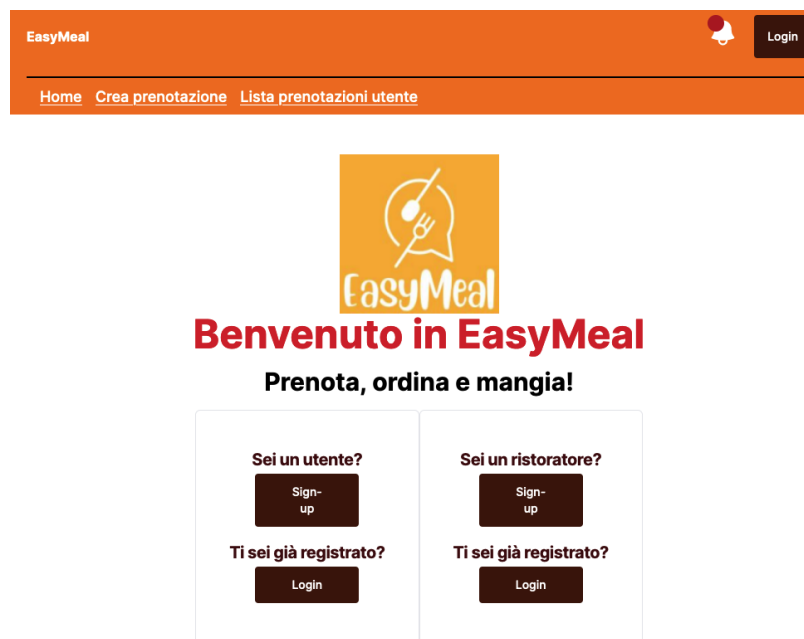 EasyMeal
Login
Home Crea prenotazione Lista prenotazioni utente
EasyMeal
Benvenuto in EasyMeal
Prenota, ordina e mangia!
Sei un utente?
Sign-
up
Ti sei già registrato?
Login
Sei un ristoratore?
Sign-
up
Ti sei già registrato?
Login